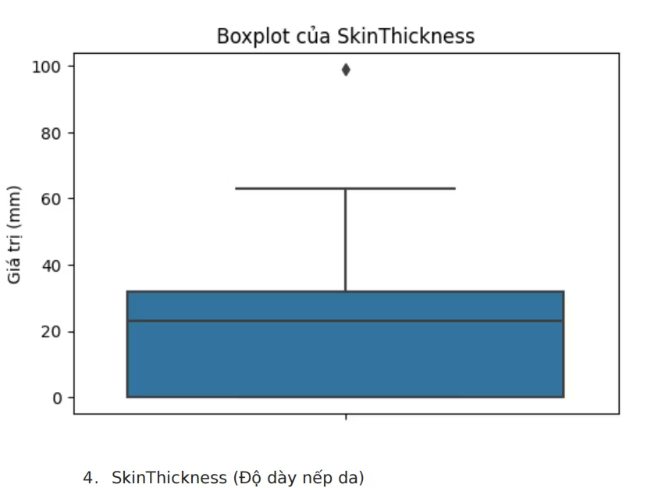 Boxplot của SkinThickness
100
80
60
40
20
0
Giá trị (mm)
4. SkinThickness (Độ dày nếp da)